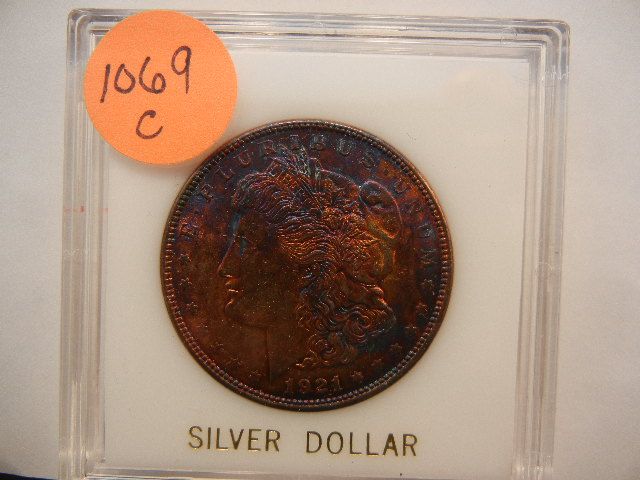 1069
C
E·PLURIBUS·UNUM
1921
SILVER DOLLAR